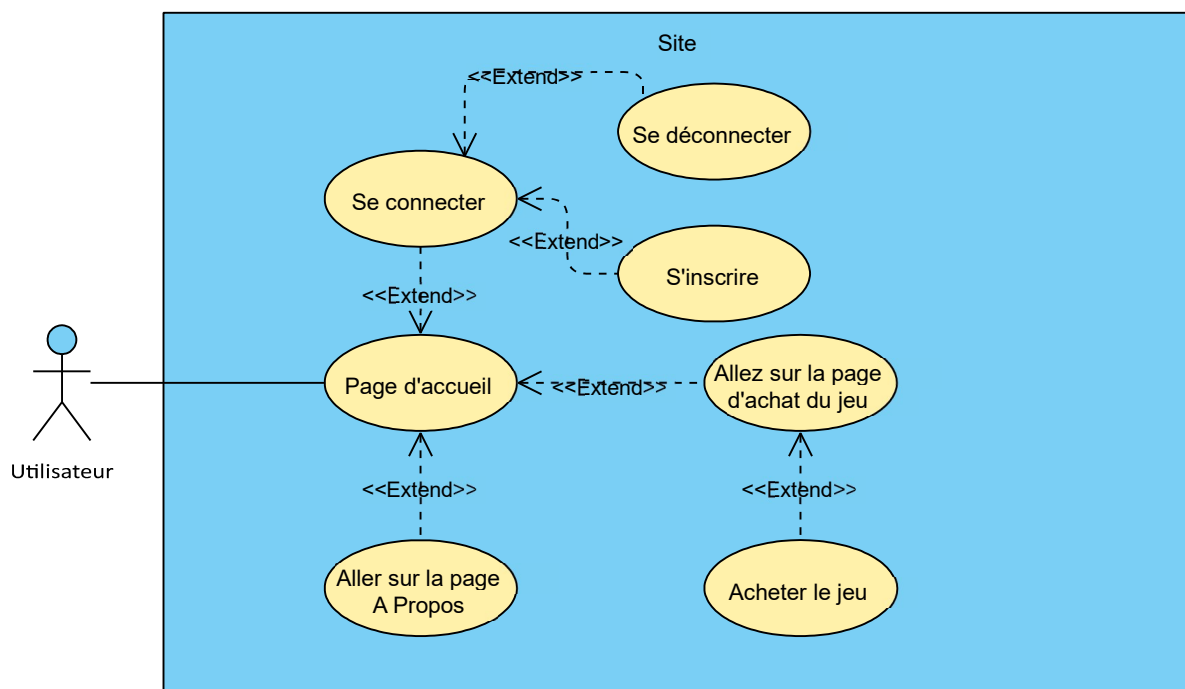 Site
<<Extend>>
Se déconnecter
Se connecter
<<Extend>>
S'inscrire
<<Extend>>
Page d'accueil
<<Extend>>
Allez sur la page
d'achat du jeu
Utilisateur
<<Extend>>
<<Extend>>
Aller sur la page
A Propos
Acheter le jeu